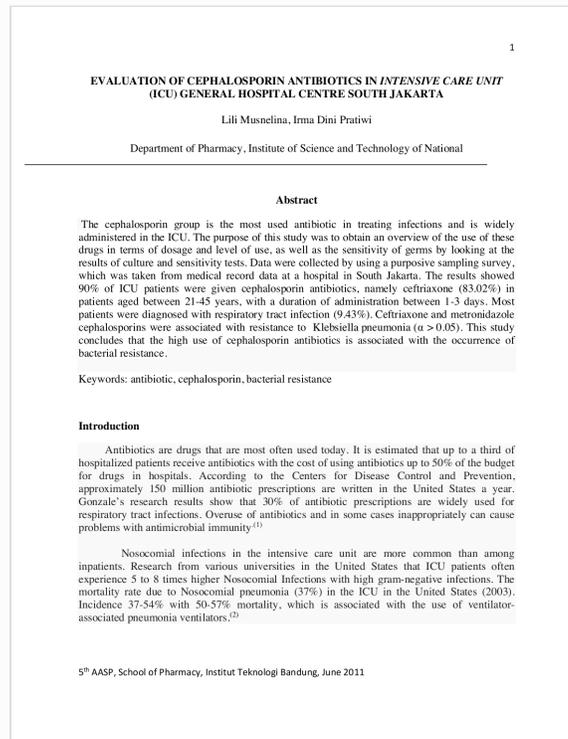 1
EVALUATION OF CEPHALOSPORIN ANTIBIOTICS IN INTENSIVE CARE UNIT
(ICU) GENERAL HOSPITAL CENTRE SOUTH JAKARTA
Lili Musnelina, Irma Dini Pratiwi
Department of Pharmacy, Institute of Science and Technology of National
Abstract
The cephalosporin group is the most used antibiotic in treating infections and is widely
administered in the ICU. The purpose of this study was to obtain an overview of the use of these
drugs in terms of dosage and level of use, as well as the sensitivity of germs by looking at the
results of culture and sensitivity tests. Data were collected by using a purposive sampling survey,
which was taken from medical record data at a hospital in South Jakarta. The results showed
90% of ICU patients were given cephalosporin antibiotics, namely ceftriaxone (83.02%) in
patients aged between 21-45 years, with a duration of administration between 1-3 days. Most
patients were diagnosed with respiratory tract infection (9.43%). Ceftriaxone and metronidazole
cephalosporins were associated with resistance to Klebsiella pneumonia (α > 0.05). This study
concludes that the high use of cephalosporin antibiotics is associated with the occurrence of
bacterial resistance.
Keywords: antibiotic, cephalosporin, bacterial resistance
Introduction
Antibiotics are drugs that are most often used today. It is estimated that up to a third of
hospitalized patients receive antibiotics with the cost of using antibiotics up to 50% of the budget
for drugs in hospitals. According to the Centers for Disease Control and Prevention,
approximately 150 million antibiotic prescriptions are written in the United States a year.
Gonzale's research results show that 30% of antibiotic prescriptions are widely used for
respiratory tract infections. Overuse of antibiotics and in some cases inappropriately can cause
problems with antimicrobial immunity.(1)
Nosocomial infections in the intensive care unit are more common than among
inpatients. Research from various universities in the United States that ICU patients often
experience 5 to 8 times higher Nosocomial Infections with high gram-negative infections. The
mortality rate due to Nosocomial pneumonia (37%) in the ICU in the United States (2003).
Incidence 37-54% with 50-57% mortality, which is associated with the use of ventilator-
associated pneumonia ventilators.(2)
5th AASP, School of Pharmacy, Institut Teknologi Bandung, June 2011